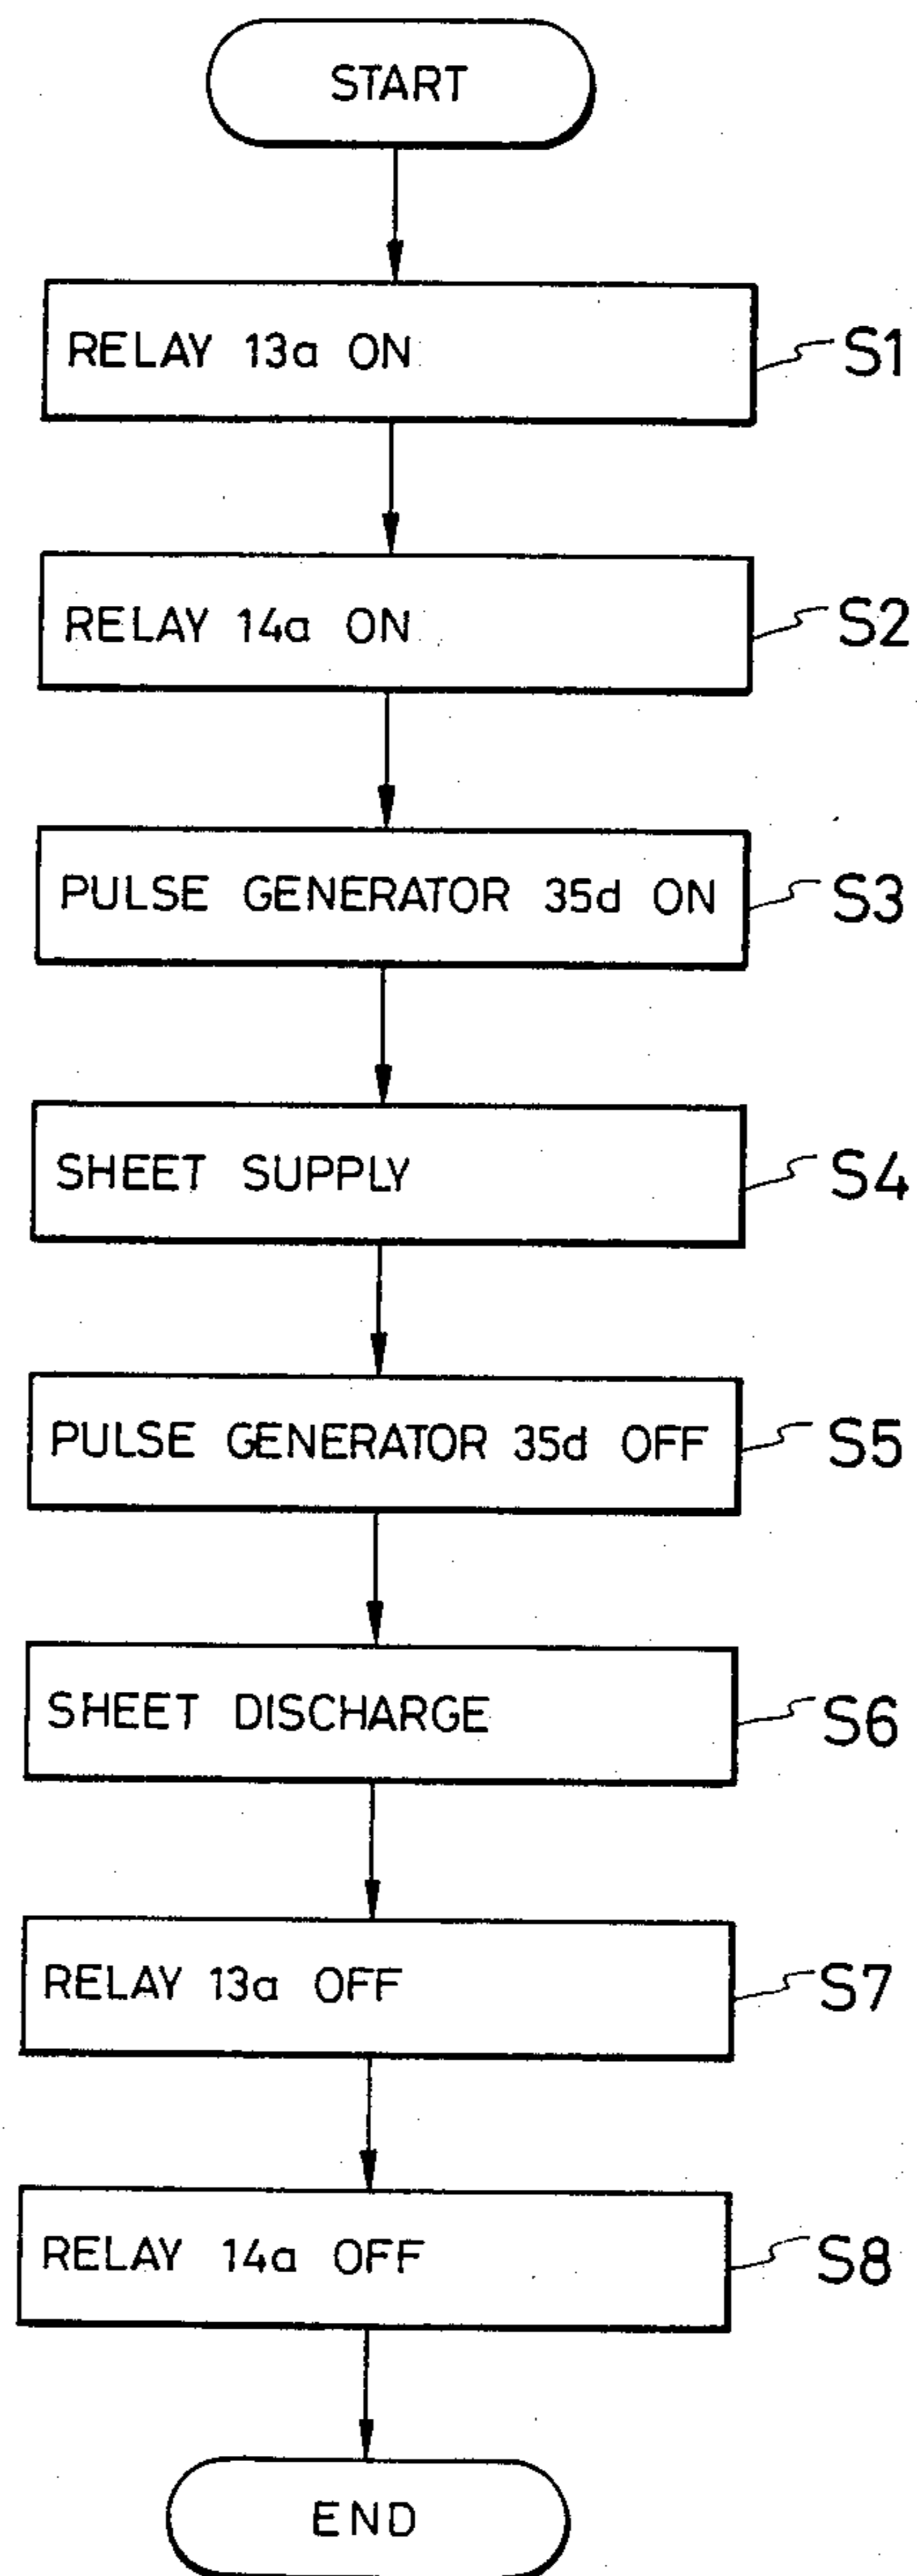 START
RELAY 13a ON
S1
RELAY 14a ON
S2
PULSE GENERATOR 35d ON
S3
SHEET SUPPLY
S4
PULSE GENERATOR 35d OFF
S5
SHEET DISCHARGE
S6
RELAY 13a OFF
S7
RELAY 14a OFF
S8
END